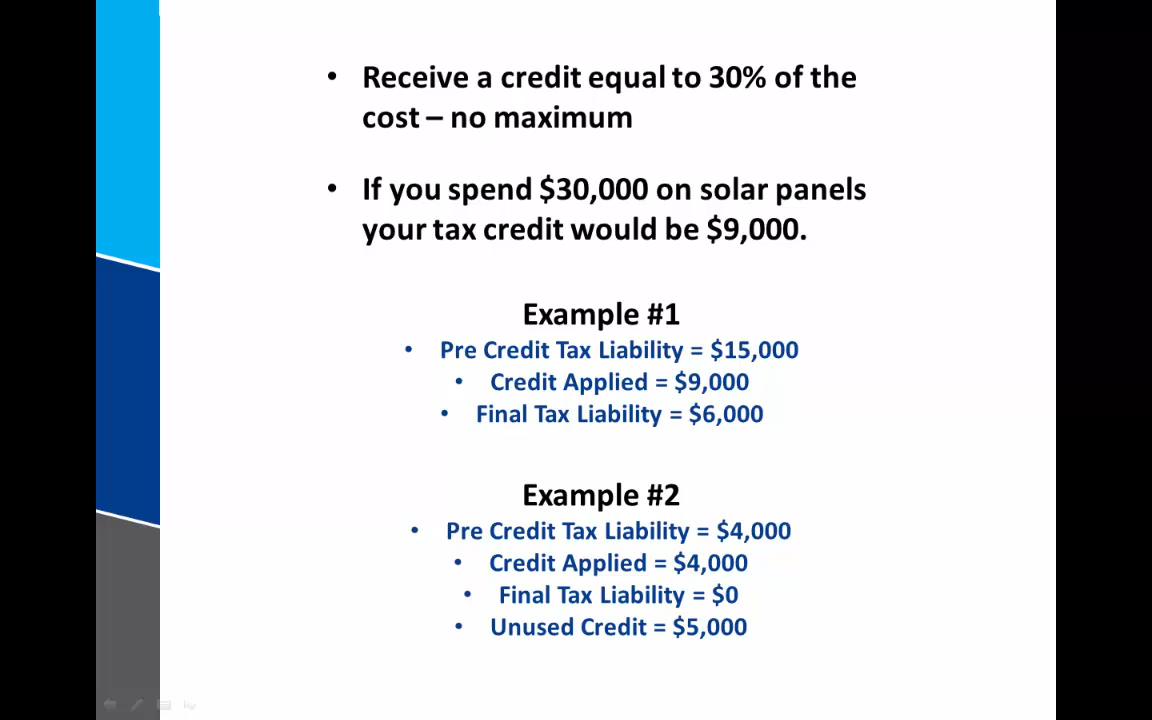 • Receive a credit equal to 30% of the
cost – no maximum
• If you spend $30,000 on solar panels
your tax credit would be $9,000.
Example #1
• Pre Credit Tax Liability = $15,000
• Credit Applied = $9,000
• Final Tax Liability = $6,000
Example #2
• Pre Credit Tax Liability = $4,000
• Credit Applied = $4,000
• Final Tax Liability = $0
• Unused Credit = $5,000